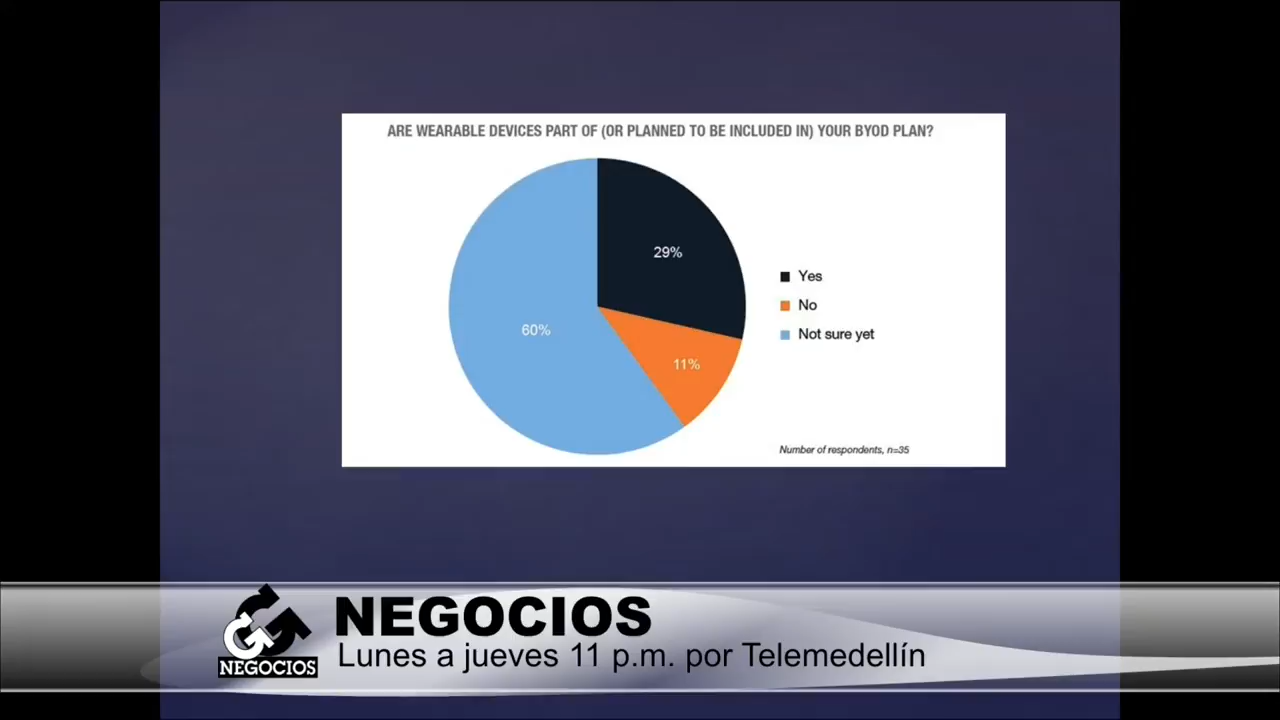 ARE WEARABLE DEVICES PART OF (OR PLANNED TO BE INCLUDED IN) YOUR BYOD PLAN?
29%
60%
11%
Yes
No
Not sure yet
Number of respondents, n=35
NEGOCIOS
NEGOCIOS
Lunes a jueves 11 p.m. por Telemedellín